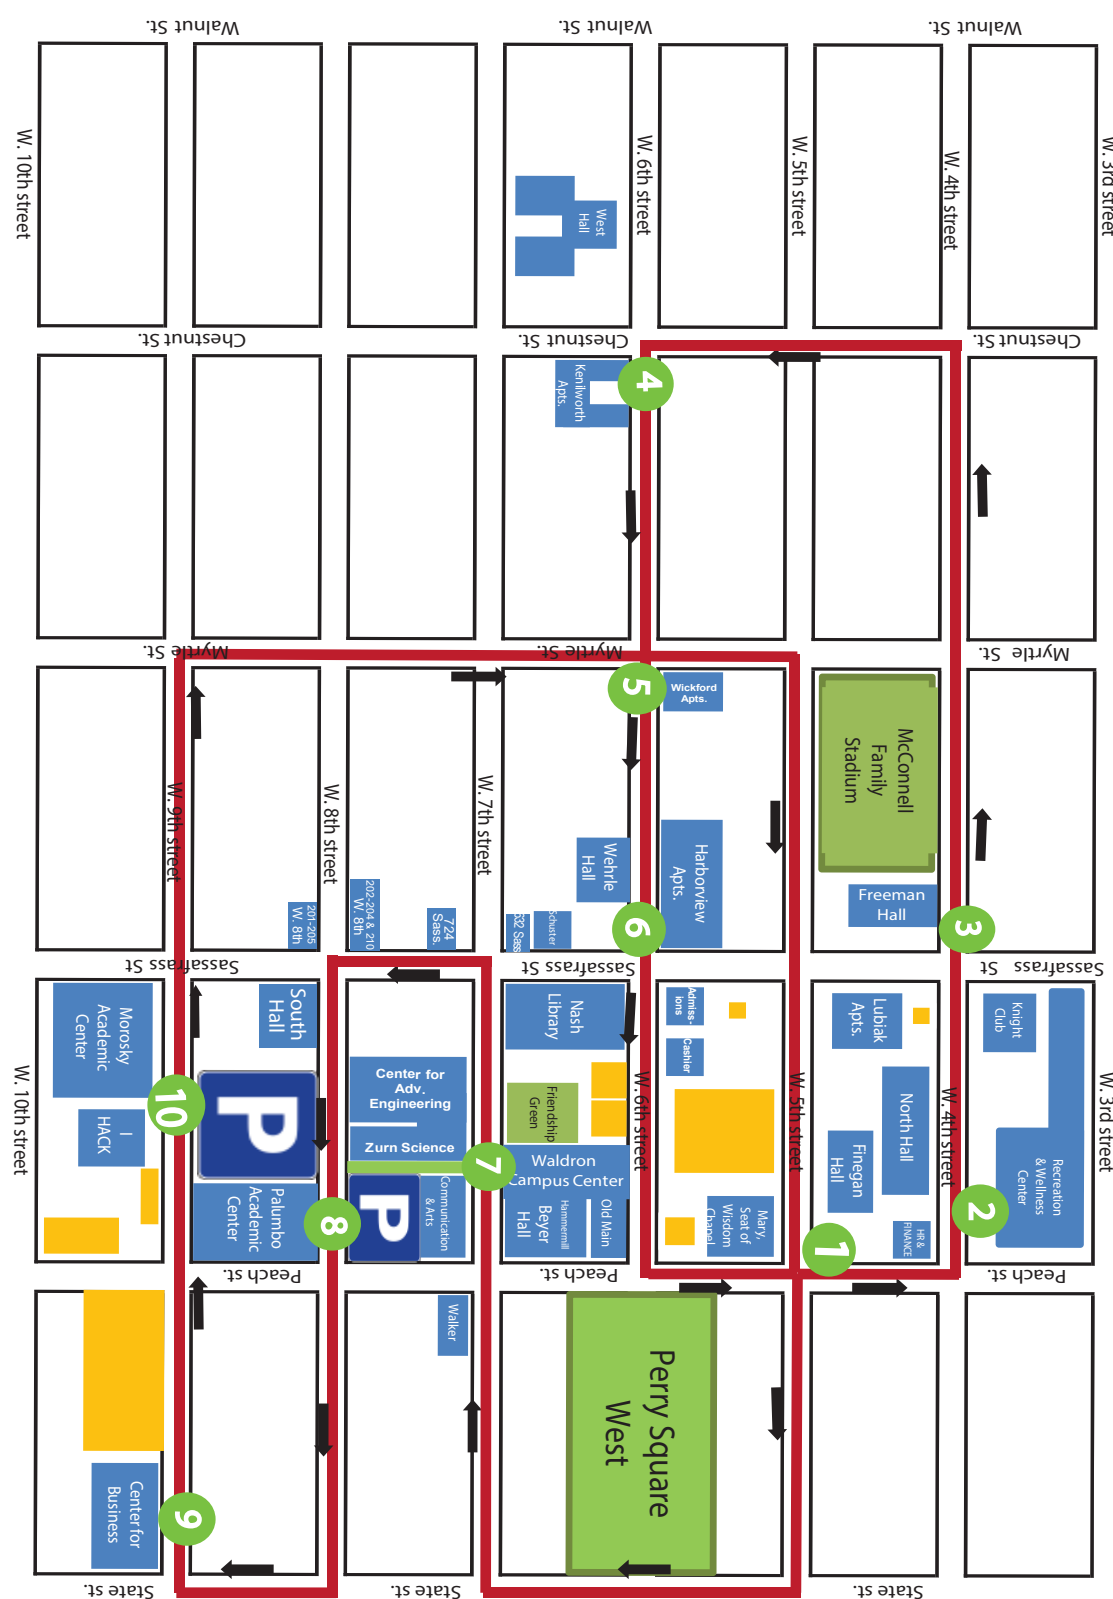 Walnut St.
Walnut St.
Walnut St.
W. 10th street
W. 6th street
W. 5th street
W. 4th street
W. 3rd street
West
Hall
Chestnut St.
Chestnut St.
Chestnut St.
Kenilworth
Apts.
4
Myrtle St.
Myrtle St.
Myrtle St.
5
Wickford
Apts.
McConnell
Family
Stadium
W. 9th street
W. 8th street
W. 7th street
Wehrle
Hall
Harborview
Apts.
Freeman
Hall
201-205
W. 8th
202-204 & 210
W. 8th
724
Sass.
632 Sass
Schuster
6
3
Sassafrass St
Sassafrass St
Sassafrass St
Morosky
Academic
Center
South
Hall
Nash
Library
Admiss-
ions
Cashier
Lubiak
Apts.
Knight
Club
W. 10th street
10
I
HACK
P
Center for
Adv.
Engineering
Zurn Science
Friendship
Green
W. 6th street
W. 5th street
North Hall
W. 4th street
W. 3rd street
Finegan
Hall
Recreation
& Wellness
Center
7
Waldron
Campus Center
Palumbo
Academic
Center
8
P
Communication
& Arts
Beyer
Hall
Hammermill
Old Main
Mary,
Seat of
Wisdom
Chapel
1
HR &
FINANCE
2
Peach st.
Peach st.
Peach st.
Walker
Perry Square
West
Center for
Business
9
State st.
State st.
State st.